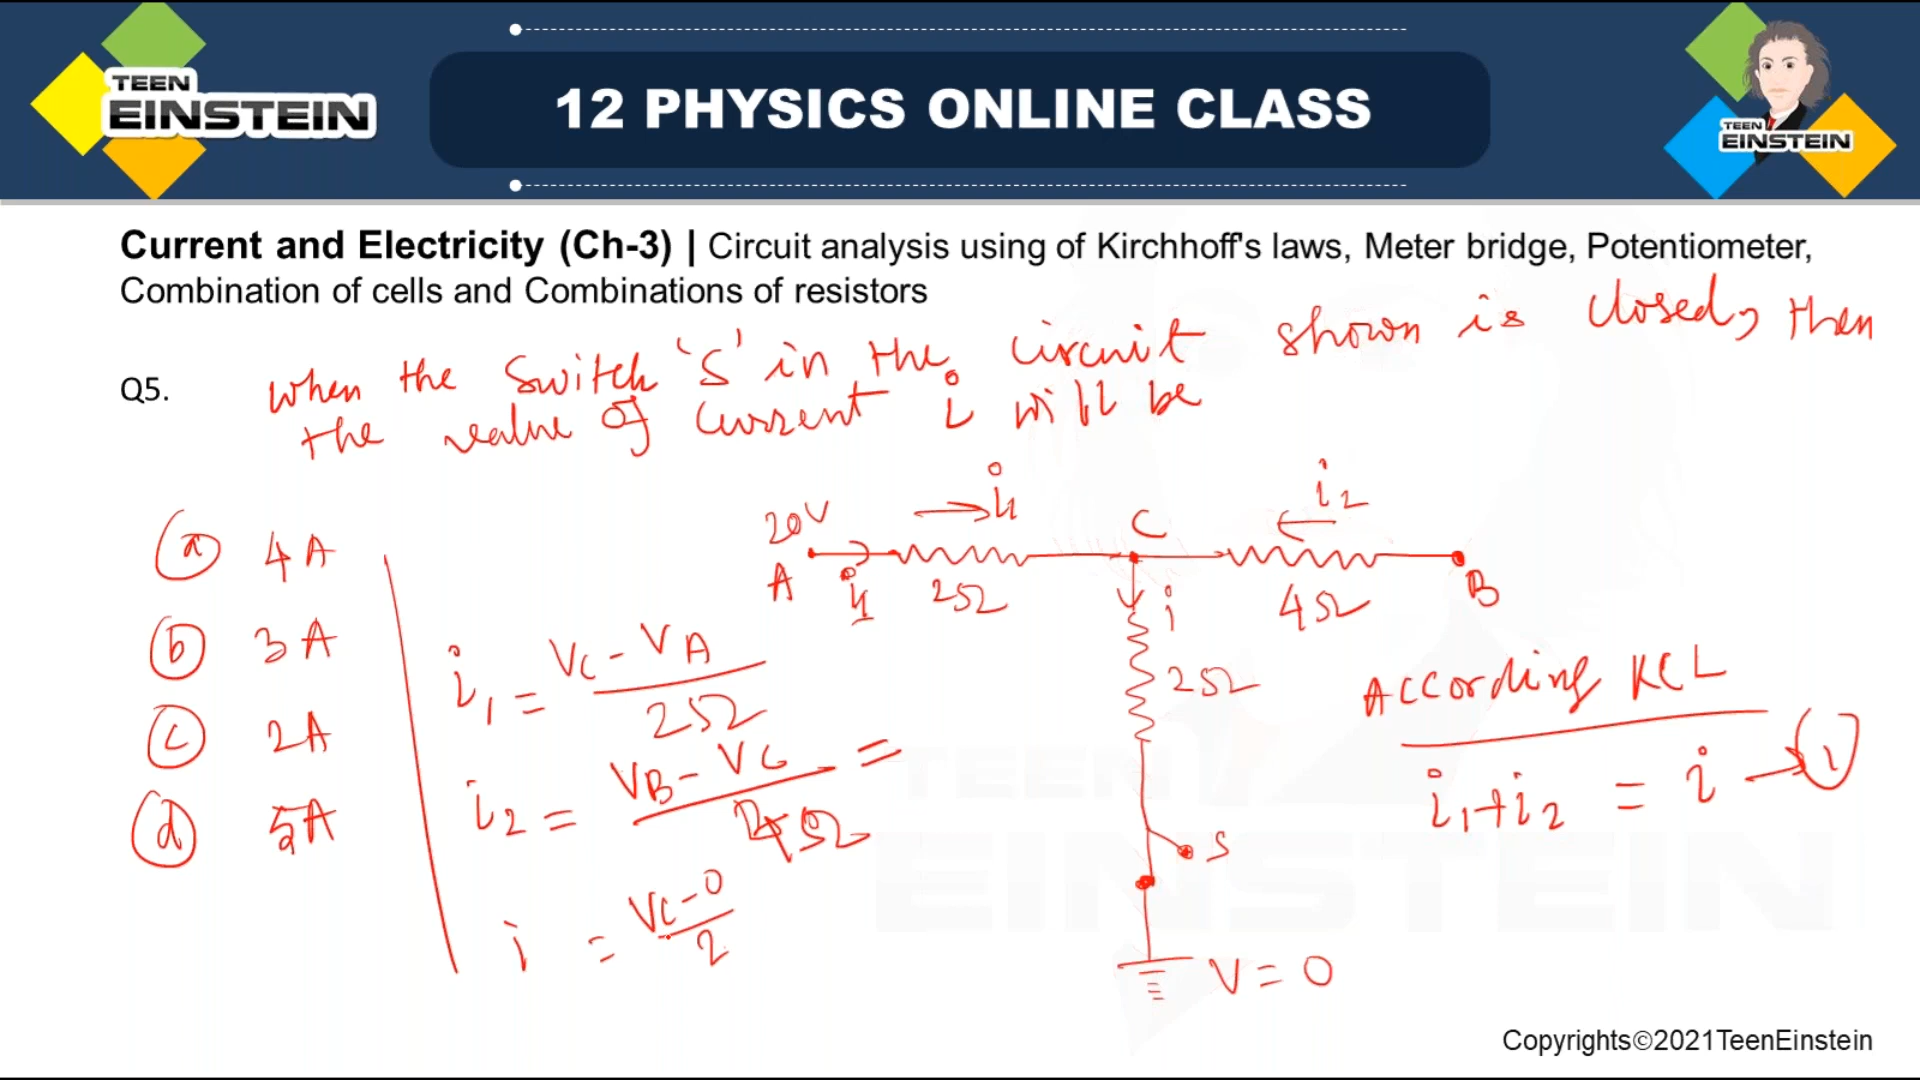 TEEN
EINSTEIN
12 PHYSICS ONLINE CLASS
TEEN
EINSTEIN
Current and Electricity (Ch-3) | Circuit analysis using of Kirchhoff's laws, Meter bridge, Potentiometer,
Combination of cells and Combinations of resistors
Q5.
when the switch 'S' in the circuit shown is closed, then
the value of current i will be
(a) 4A
(b) 3A
(c) 2A
(d) 5A
i₁ = VC - VA / 2Ω
i₂ = VB - VC / 4Ω =
i = VC - 0 / 2
20V
A
i₁
i₁
2Ω
C
i₂
4Ω
B
i
2Ω
S
V = 0
According KCL
i₁+i₂ = i → (1)
TEEN
EINSTEIN
Copyrights©2021TeenEinstein